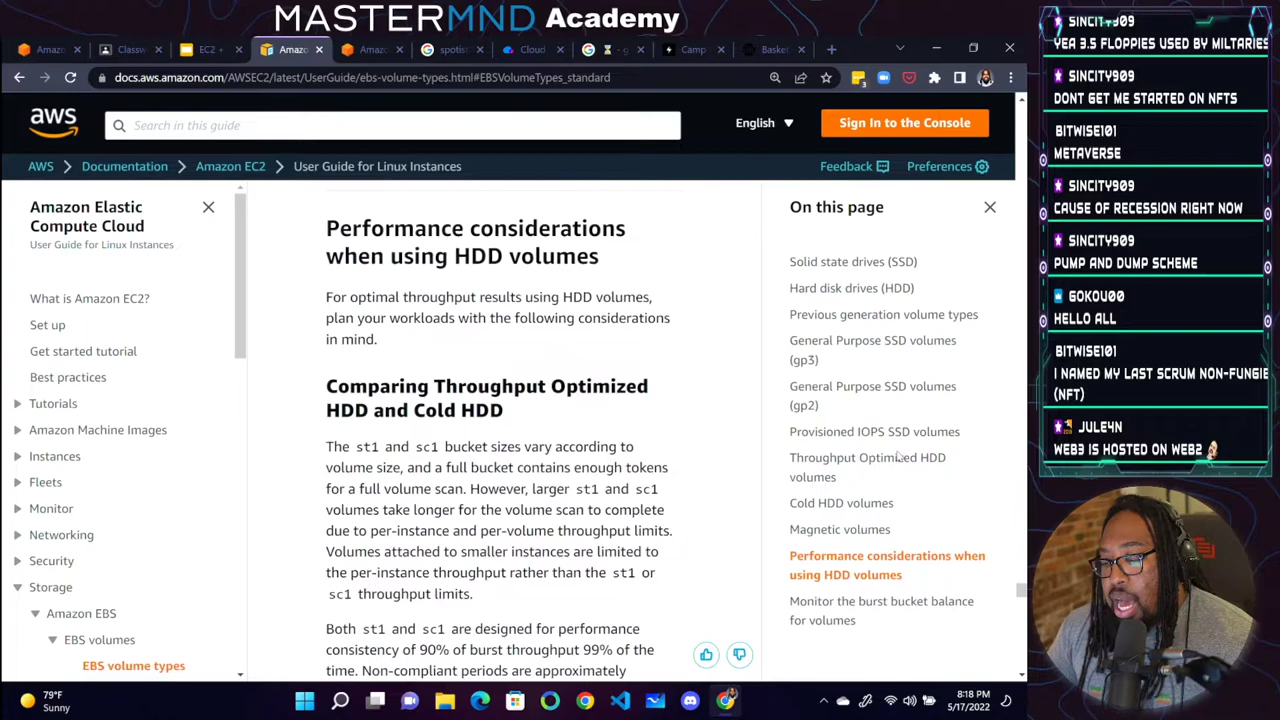 MASTERMND Academy
Amazo
Classw
EC2 +
Amazo
Amazo
spotis
Cloud
Camp
Basket
docs.aws.amazon.com/AWSEC2/latest/UserGuide/ebs-volume-types.html#EBSVolumeTypes_standard
aws
Search in this guide
English
Sign In to the Console
AWS
Documentation
Amazon EC2
User Guide for Linux Instances
Feedback
Preferences
Amazon Elastic
Compute Cloud
User Guide for Linux Instances
What is Amazon EC2?
Set up
Get started tutorial
Best practices
Tutorials
Amazon Machine Images
Instances
Fleets
Monitor
Networking
Security
Storage
Amazon EBS
EBS volumes
EBS volume types
Performance considerations
when using HDD volumes
For optimal throughput results using HDD volumes,
plan your workloads with the following considerations
in mind.
Comparing Throughput Optimized
HDD and Cold HDD
The st1 and sc1 bucket sizes vary according to
volume size, and a full bucket contains enough tokens
for a full volume scan. However, larger st1 and sc1
volumes take longer for the volume scan to complete
due to per-instance and per-volume throughput limits.
Volumes attached to smaller instances are limited to
the per-instance throughput rather than the st1 or
sc1 throughput limits.
Both st1 and sc1 are designed for performance
consistency of 90% of burst throughput 99% of the
time. Non-compliant periods are approximately
On this page
Solid state drives (SSD)
Hard disk drives (HDD)
Previous generation volume types
General Purpose SSD volumes
(gp3)
General Purpose SSD volumes
(gp2)
Provisioned IOPS SSD volumes
Throughput Optimized HDD
volumes
Cold HDD volumes
Magnetic volumes
Performance considerations when
using HDD volumes
Monitor the burst bucket balance
for volumes
SINCITY909
YEA 3.5 FLOPPIES USED BY MILTARIES
SINCITY909
DONT GET ME STARTED ON NFTS
BITWISE101
METAVERSE
SINCITY909
CAUSE OF RECESSION RIGHT NOW
SINCITY909
PUMP AND DUMP SCHEME
GOKOU00
HELLO ALL
BITWISE101
I NAMED MY LAST SCRUM NON-FUNGIE
(NFT)
JULE4N
WEB3 IS HOSTED ON WEB2
79°F
Sunny
8:18 PM
5/17/2022